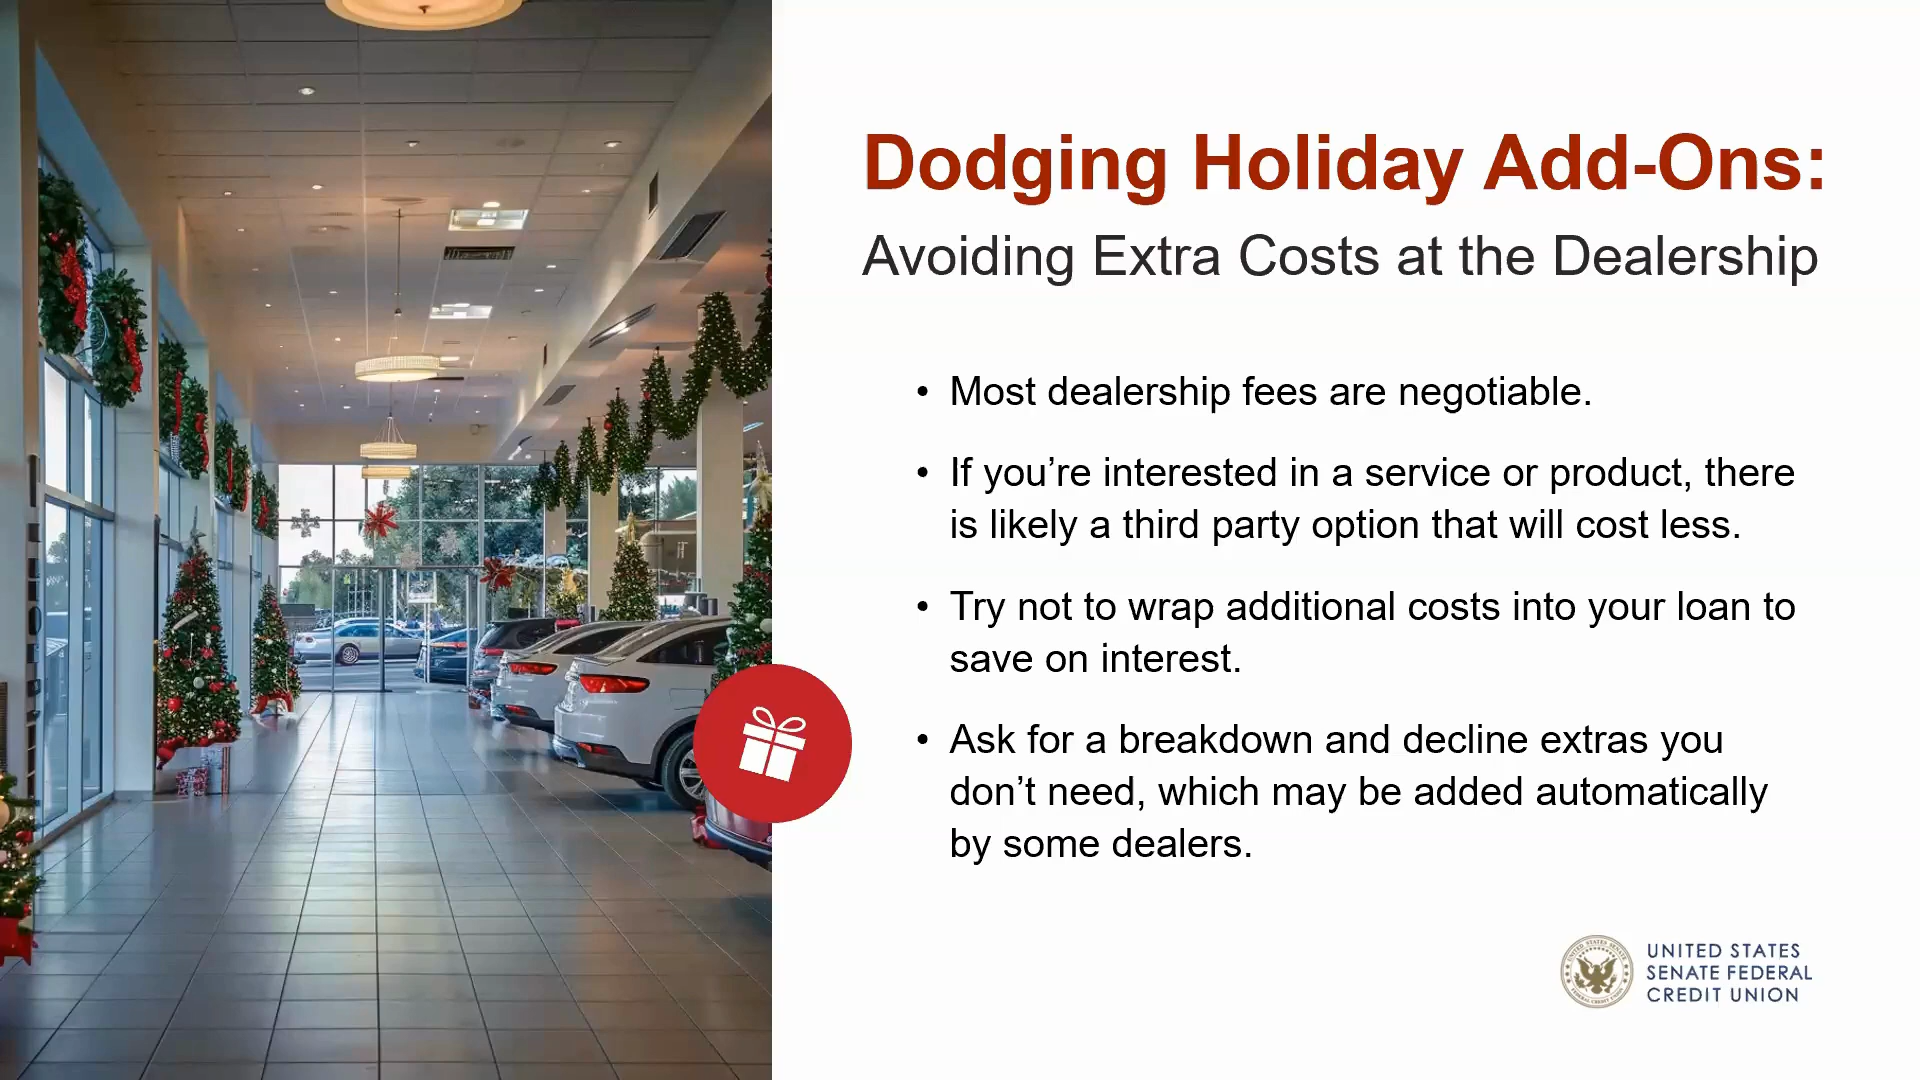 Dodging Holiday Add-Ons:
Avoiding Extra Costs at the Dealership
• Most dealership fees are negotiable.
• If you’re interested in a service or product, there
is likely a third party option that will cost less.
• Try not to wrap additional costs into your loan to
save on interest.
• Ask for a breakdown and decline extras you
don’t need, which may be added automatically
by some dealers.
UNITED STATES
SENATE FEDERAL
CREDIT UNION